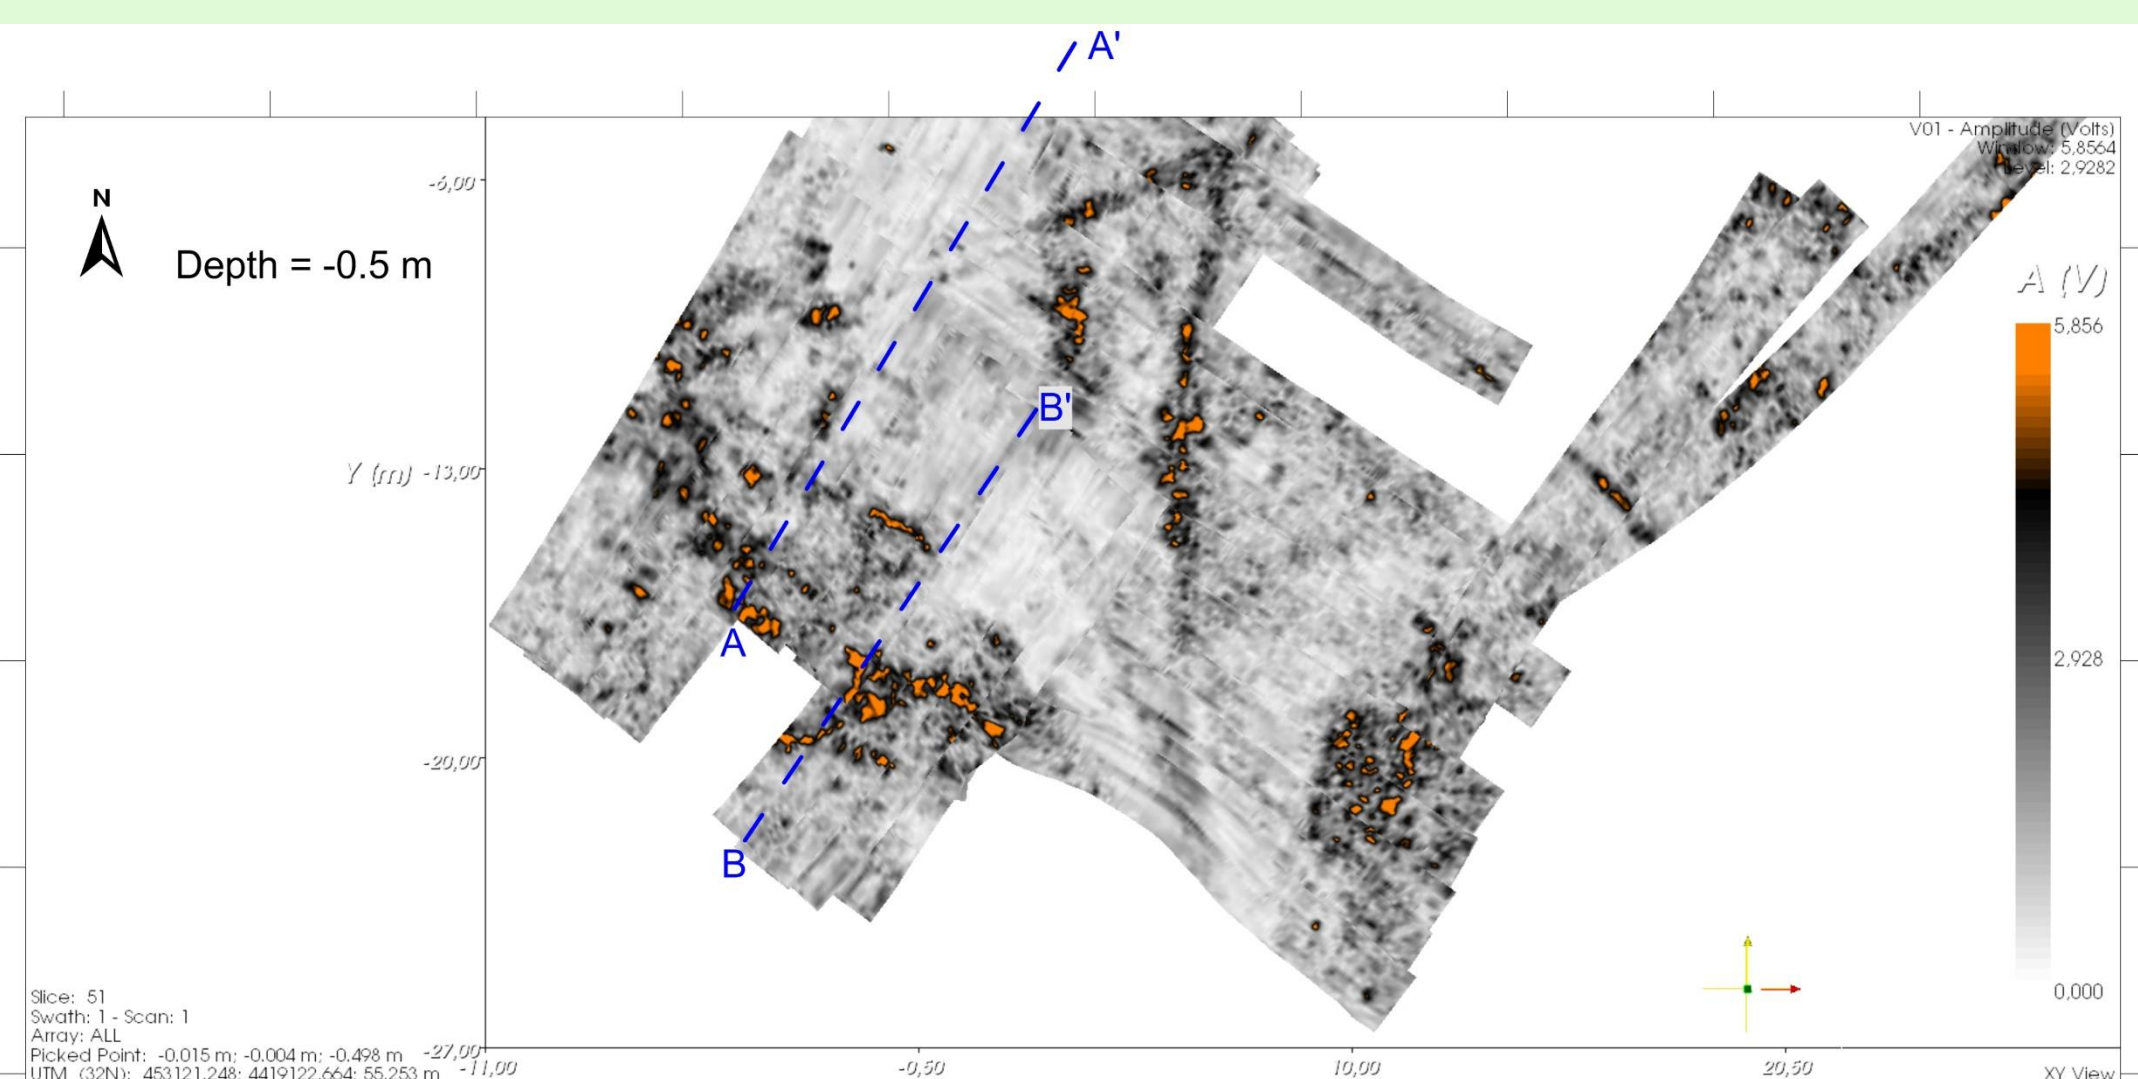 A'
V01 - Amplitude (Volts)
Window: 5,8564
Level: 2,9282
-6,00
N
Depth = -0.5 m
A (V)
5,856
B'
Y (m) -13,00
A
2.928
-20,00
B
0,000
Slice: 51
Swath: 1 - Scan: 1
Array: ALL
Picked Point: -0.015 m; -0.004 m; -0.498 m
-27,00
UTM (32N): 453121,248; 4419122,664; 55,253 m
-11,00
-0,50
10,00
20,50
XY View